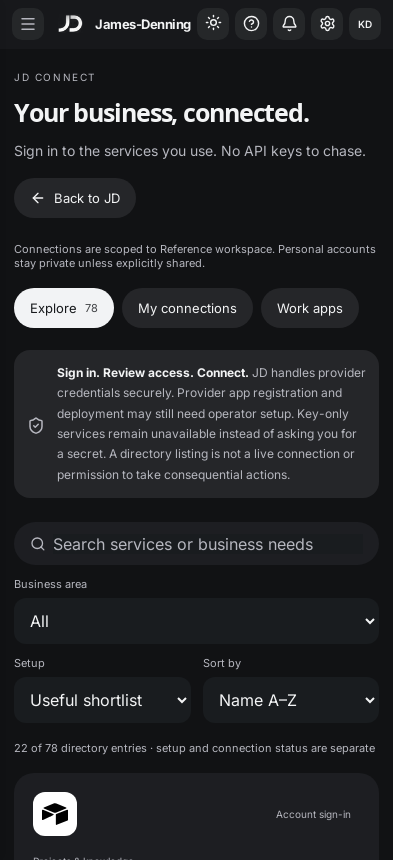 James-Denning
KD
JD CONNECT
Your business, connected.
Sign in to the services you use. No API keys to chase.
Back to JD
Connections are scoped to Reference workspace. Personal accounts
stay private unless explicitly shared.
Explore 78
My connections
Work apps
Sign in. Review access. Connect. JD handles provider
credentials securely. Provider app registration and
deployment may still need operator setup. Key-only
services remain unavailable instead of asking you for
a secret. A directory listing is not a live connection or
permission to take consequential actions.
Search services or business needs
Business area
All
Setup
Sort by
Useful shortlist
Name A–Z
22 of 78 directory entries · setup and connection status are separate
Account sign-in